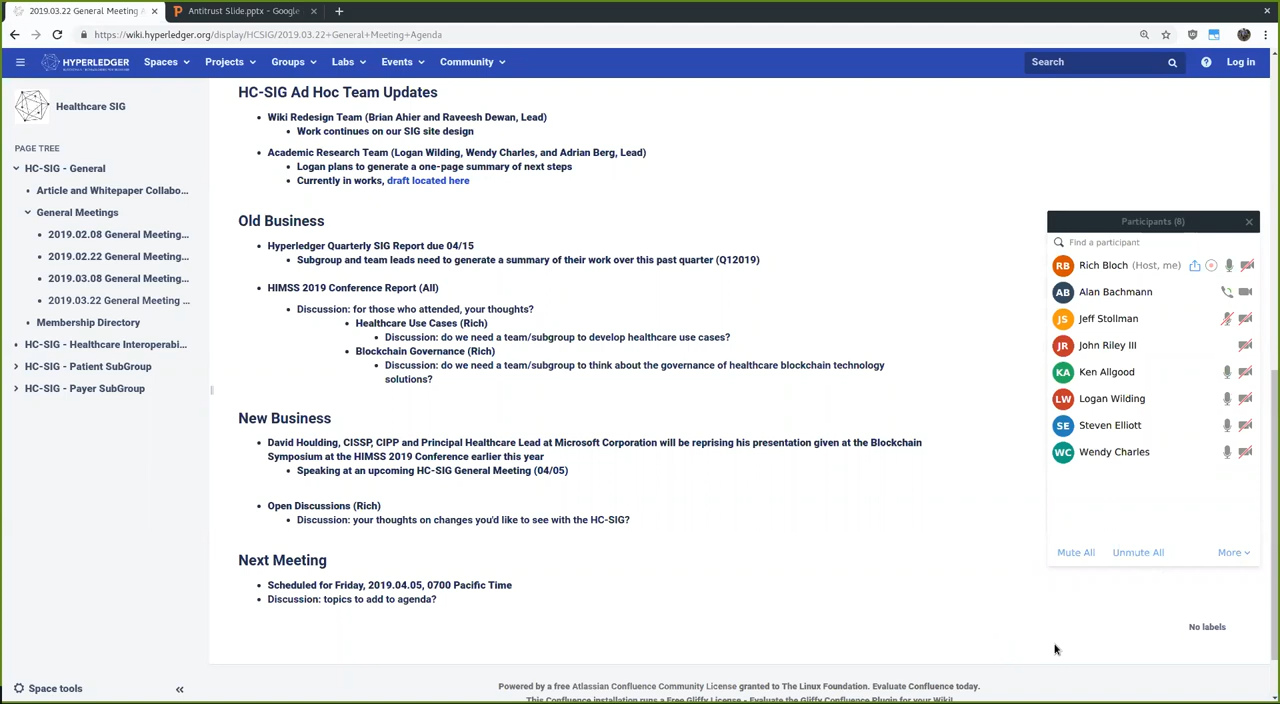 2019.03.22 General Meeting A
Antitrust Slide.pptx - Google
https://wiki.hyperledger.org/display/HCSIG/2019.03.22+General+Meeting+Agenda
HYPERLEDGER
Spaces
Projects
Groups
Labs
Events
Community
Search
Log in
Healthcare SIG
PAGE TREE
HC-SIG - General
Article and Whitepaper Collabo...
General Meetings
2019.02.08 General Meeting...
2019.02.22 General Meeting...
2019.03.08 General Meeting...
2019.03.22 General Meeting ...
Membership Directory
HC-SIG - Healthcare Interoperabi...
HC-SIG - Patient SubGroup
HC-SIG - Payer SubGroup
Space tools
HC-SIG Ad Hoc Team Updates
Wiki Redesign Team (Brian Ahier and Raveesh Dewan, Lead)
Work continues on our SIG site design
Academic Research Team (Logan Wilding, Wendy Charles, and Adrian Berg, Lead)
Logan plans to generate a one-page summary of next steps
Currently in works, draft located here
Old Business
Hyperledger Quarterly SIG Report due 04/15
Subgroup and team leads need to generate a summary of their work over this past quarter (Q12019)
HIMSS 2019 Conference Report (All)
Discussion: for those who attended, your thoughts?
Healthcare Use Cases (Rich)
Discussion: do we need a team/subgroup to develop healthcare use cases?
Blockchain Governance (Rich)
Discussion: do we need a team/subgroup to think about the governance of healthcare blockchain technology
solutions?
New Business
David Houlding, CISSP, CIPP and Principal Healthcare Lead at Microsoft Corporation will be reprising his presentation given at the Blockchain
Symposium at the HIMSS 2019 Conference earlier this year
Speaking at an upcoming HC-SIG General Meeting (04/05)
Open Discussions (Rich)
Discussion: your thoughts on changes you'd like to see with the HC-SIG?
Next Meeting
Scheduled for Friday, 2019.04.05, 0700 Pacific Time
Discussion: topics to add to agenda?
No labels
Powered by a free Atlassian Confluence Community License granted to The Linux Foundation. Evaluate Confluence today.
This Confluence installation runs a Free Gliffy License - Evaluate the Gliffy Confluence Plugin for your Wiki!
Participants (8)
Find a participant
RB Rich Bloch (Host, me)
AB Alan Bachmann
JS Jeff Stollman
JR John Riley III
KA Ken Allgood
LW Logan Wilding
SE Steven Elliott
WC Wendy Charles
Mute All
Unmute All
More